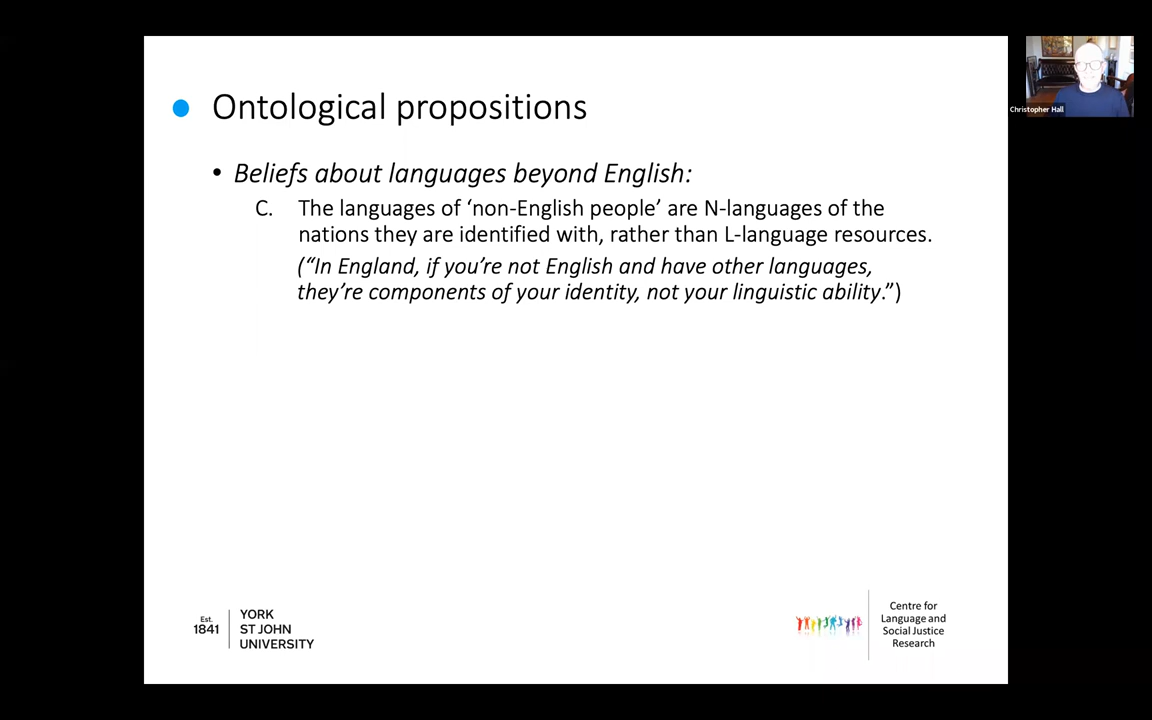 Ontological propositions
• Beliefs about languages beyond English:
C. The languages of ‘non-English people’ are N-languages of the
nations they are identified with, rather than L-language resources.
(“In England, if you’re not English and have other languages,
they’re components of your identity, not your linguistic ability.”)
Est.
1841
YORK
ST JOHN
UNIVERSITY
Centre for
Language and
Social Justice
Research
Christopher Hall